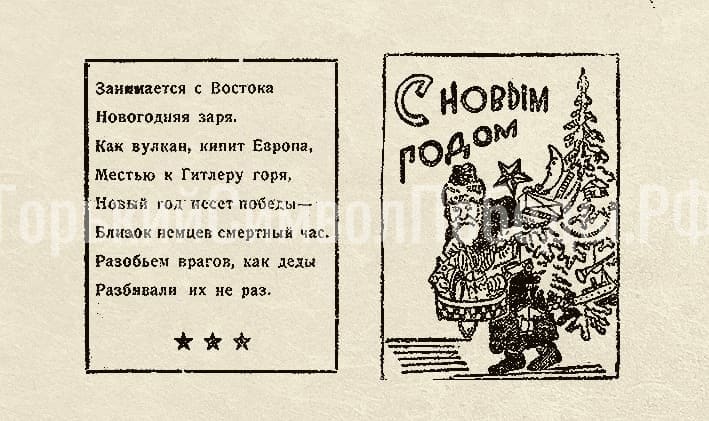 Занимается с Востока
Новогодняя заря.
Как вулкан, кипит Европа,
Местью к Гитлеру горя,
Новый год несет победы—
Близок немцев смертный час.
Разобьем врагов, как деды
Разбивали их не раз.
С НОВЫМ
ГОДОМ
ГорькийСимволПобеды.РФ